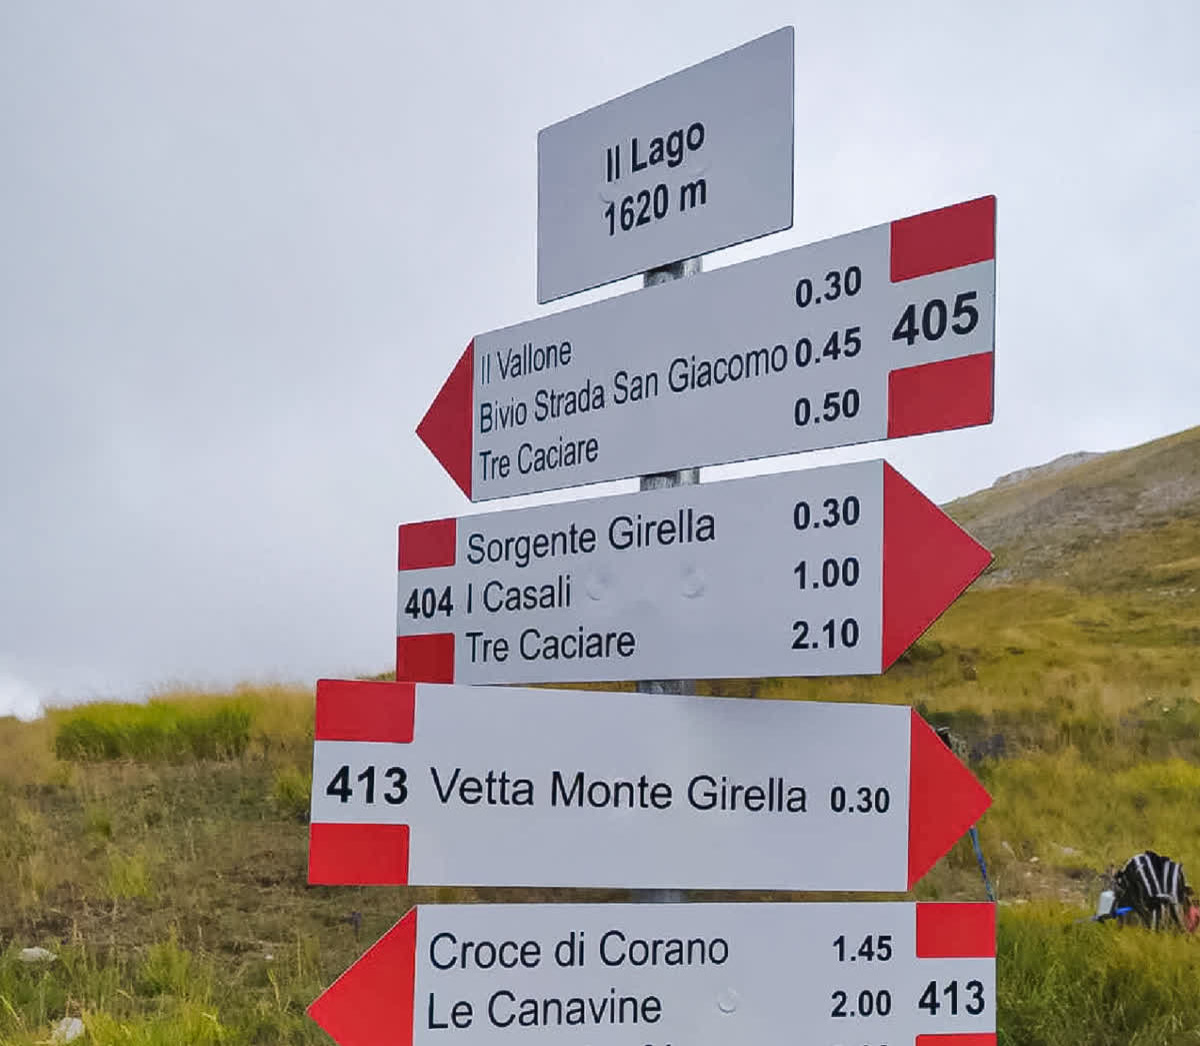 Il Lago
1620 m
Il Vallone 0.30
Bivio Strada San Giacomo 0.45
Tre Caciare 0.50
405
Sorgente Girella 0.30
404 I Casali 1.00
Tre Caciare 2.10
413 Vetta Monte Girella 0.30
Croce di Corano 1.45
Le Canavine 2.00 413